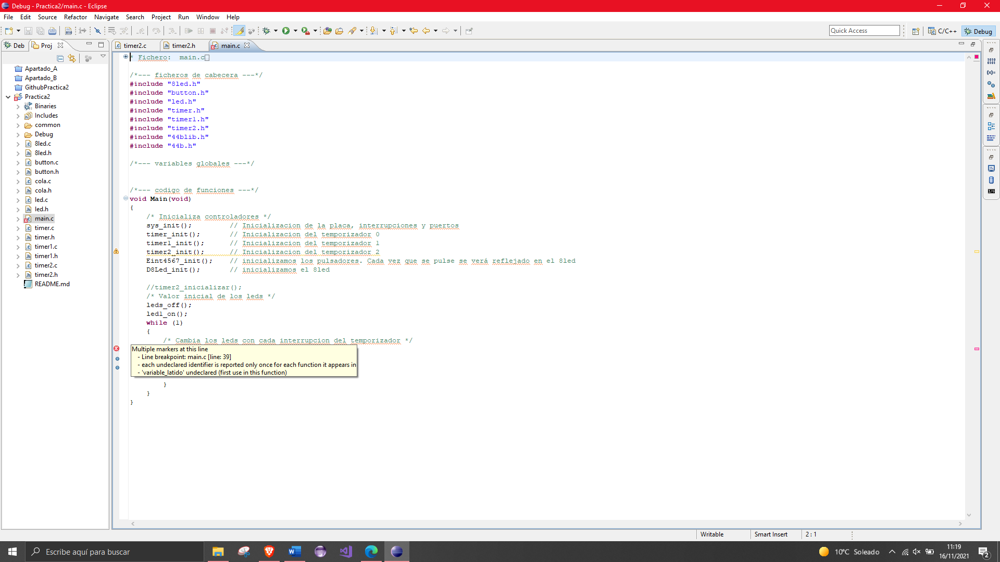 Debug - Practica2/main.c - Eclipse
File Edit Source Refactor Navigate Search Project Run Window Help
Quick Access
C/C++
Debug
Deb
Proj
timer2.c
timer2.h
main.c
Apartado_A
Apartado_B
GithubPractica2
Practica2
Binaries
Includes
common
Debug
8led.c
8led.h
button.c
button.h
cola.c
cola.h
led.c
led.h
main.c
timer.c
timer.h
timer1.c
timer1.h
timer2.c
timer2.h
README.md
* Fichero:  main.c
/*--- ficheros de cabecera ---*/
#include "8led.h"
#include "button.h"
#include "led.h"
#include "timer.h"
#include "timer1.h"
#include "timer2.h"
#include "44blib.h"
#include "44b.h"
/*--- variables globales ---*/
/*--- codigo de funciones ---*/
void Main(void)
{
/* Inicializa controladores */
sys_init();         // Inicializacion de la placa, interrupciones y puertos
timer_init();       // Inicializacion del temporizador 0
timer1_init();      // Inicializacion del temporizador 1
timer2_init();      // Inicializacion del temporizador 2
Eint4567_init();    // inicializamos los pulsadores. Cada vez que se pulse se verá reflejado en el 8led
D8Led_init();       // inicializamos el 8led
//timer2_inicializar();
/* Valor inicial de los leds */
leds_off();
led1_on();
while (1)
{
/* Cambia los leds con cada interrupcion del temporizador */
Multiple markers at this line
- Line breakpoint: main.c [line: 39]
- each undeclared identifier is reported only once for each function it appears in
- 'variable_latido' undeclared (first use in this function)
}
}
}
Writable
Smart Insert
2 : 1
Escribe aquí para buscar
10°C Soleado
11:19
16/11/2021
2